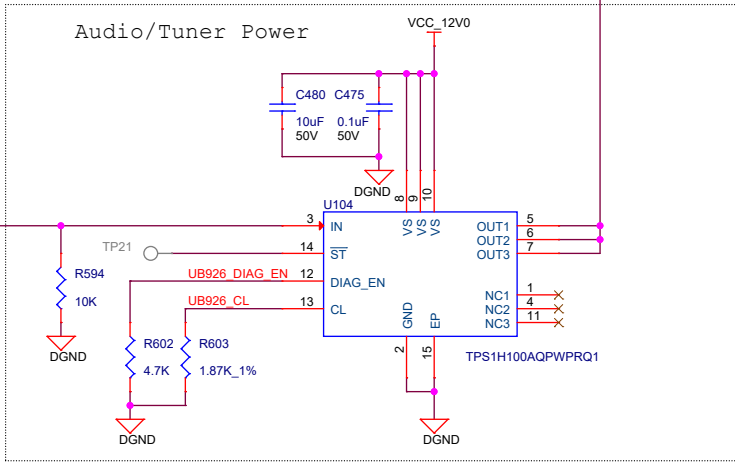 Audio/Tuner Power
VCC_12V0
C480
C475
10uF
0.1uF
50V
50V
DGND
U104
8
9
10
VS
VS
VS
3
IN
OUT1
5
OUT2
6
TP21
14
ST
OUT3
7
UB926_DIAG_EN
12
DIAG_EN
R594
10K
NC1
1
UB926_CL
13
CL
NC2
4
NC3
11
GND
EP
2
15
R602
R603
4.7K
1.87K_1%
TPS1H100AQPWPRQ1
DGND
DGND
DGND